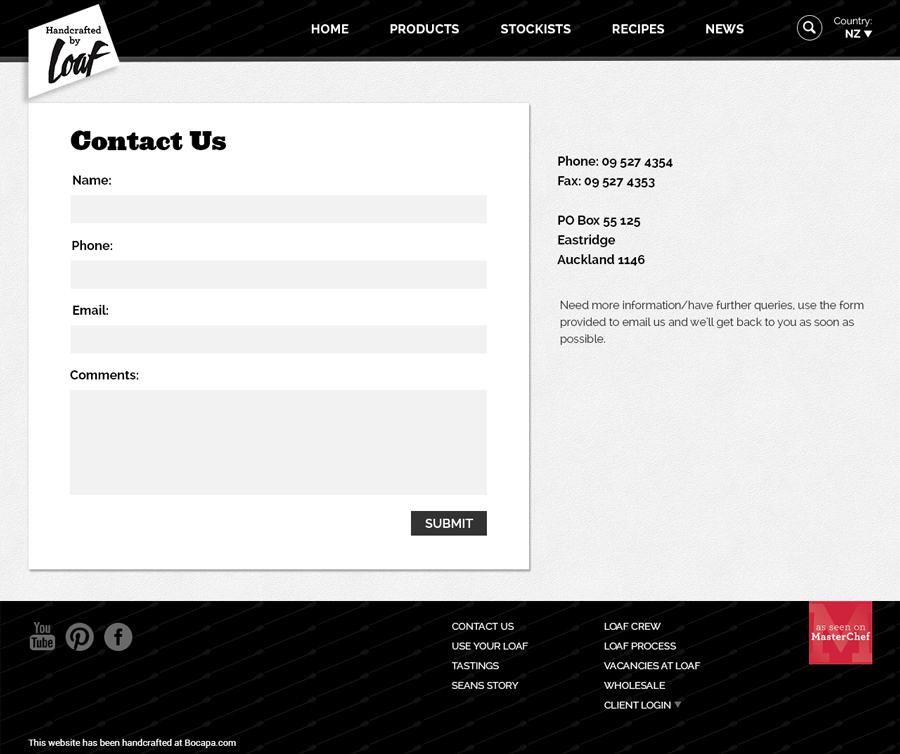 Handcrafted
by
Loaf
HOME PRODUCTS STOCKISTS RECIPES NEWS
Country:
NZ
Contact Us
Name:
Phone:
Email:
Comments:
SUBMIT
Phone: 09 527 4354
Fax: 09 527 4353
PO Box 55 125
Eastridge
Auckland 1146
Need more information/have further queries, use the form
provided to email us and we'll get back to you as soon as
possible.
You
Tube
CONTACT US
USE YOUR LOAF
TASTINGS
SEANS STORY
LOAF CREW
LOAF PROCESS
VACANCIES AT LOAF
WHOLESALE
CLIENT LOGIN
as seen on
MasterChef
This website has been handcrafted at Bocapa.com